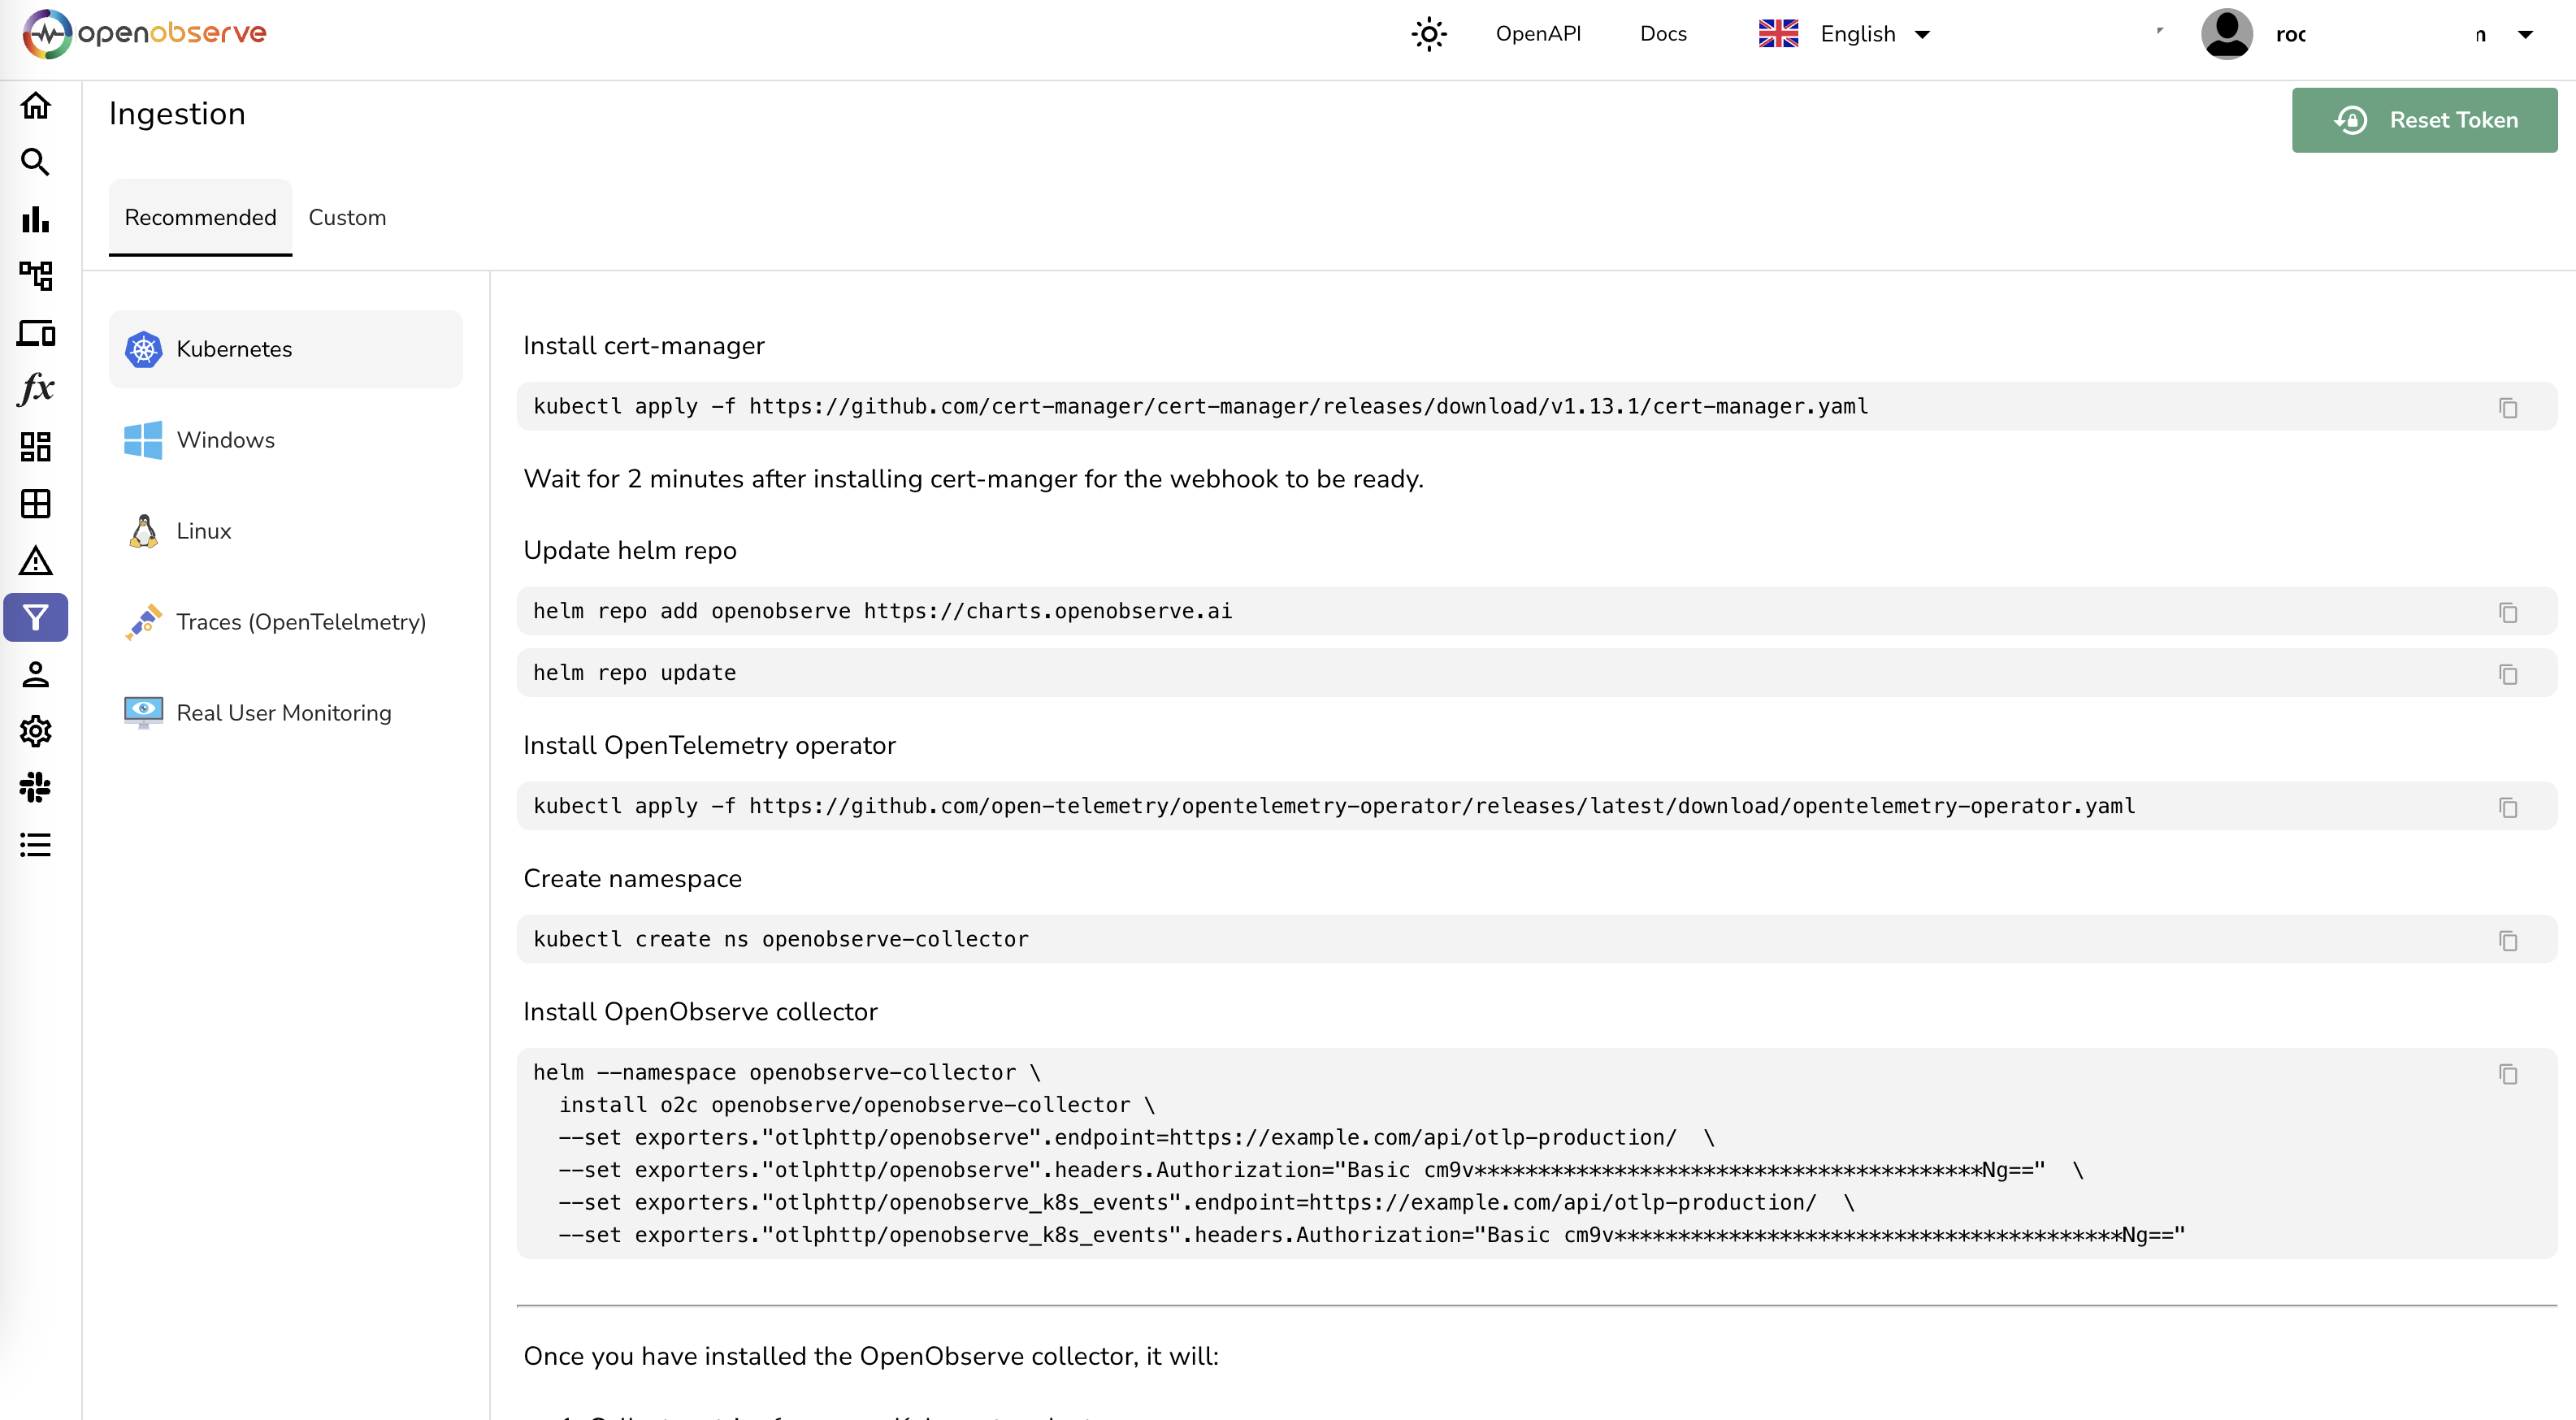 openobserve
OpenAPI
Docs
English
Ingestion
Reset Token
Recommended
Custom
Kubernetes
Windows
Linux
Traces (OpenTelelmetry)
Real User Monitoring
Install cert-manager
kubectl apply -f https://github.com/cert-manager/cert-manager/releases/download/v1.13.1/cert-manager.yaml
Wait for 2 minutes after installing cert-manger for the webhook to be ready.
Update helm repo
helm repo add openobserve https://charts.openobserve.ai
helm repo update
Install OpenTelemetry operator
kubectl apply -f https://github.com/open-telemetry/opentelemetry-operator/releases/latest/download/opentelemetry-operator.yaml
Create namespace
kubectl create ns openobserve-collector
Install OpenObserve collector
helm --namespace openobserve-collector \
install o2c openobserve/openobserve-collector \
--set exporters."otlphttp/openobserve".endpoint=https://example.com/api/otlp-production/ \
--set exporters."otlphttp/openobserve".headers.Authorization="Basic cm9v****************************************Ng==" \
--set exporters."otlphttp/openobserve_k8s_events".endpoint=https://example.com/api/otlp-production/ \
--set exporters."otlphttp/openobserve_k8s_events".headers.Authorization="Basic cm9v****************************************Ng=="
Once you have installed the OpenObserve collector, it will: